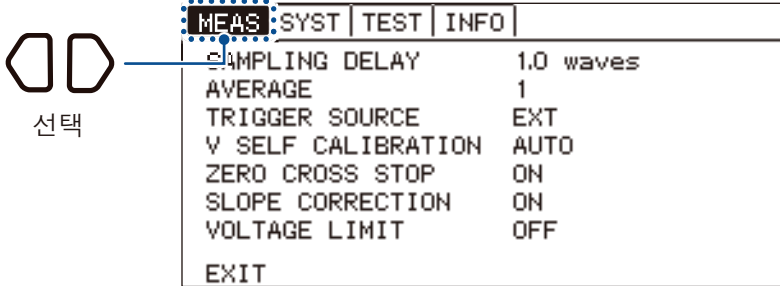 MEAS SYST TEST INFO
SAMPLING DELAY 1.0 waves
AVERAGE 1
TRIGGER SOURCE EXT
V SELF CALIBRATION AUTO
ZERO CROSS STOP ON
SLOPE CORRECTION ON
VOLTAGE LIMIT OFF
EXIT
선택